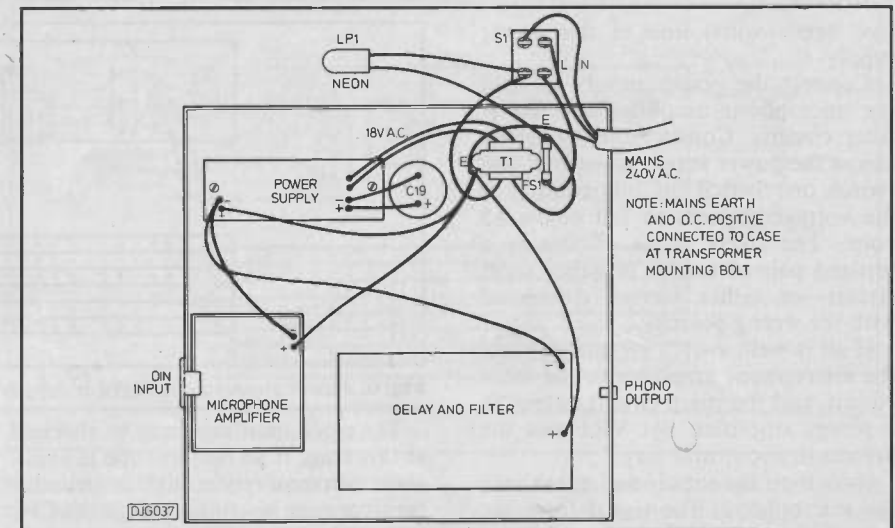 LP1
NEON
S1
L N
18V A.C.
E
E
T1
FS1
C19
+
POWER
SUPPLY
-
+
MAINS
240V A.C.
NOTE: MAINS EARTH
AND D.C. POSITIVE
CONNECTED TO CASE
AT TRANSFORMER
MOUNTING BOLT
-
+
DIN
INPUT
MICROPHONE
AMPLIFIER
DELAY AND FILTER
-
+
PHONO
OUTPUT
DJG037